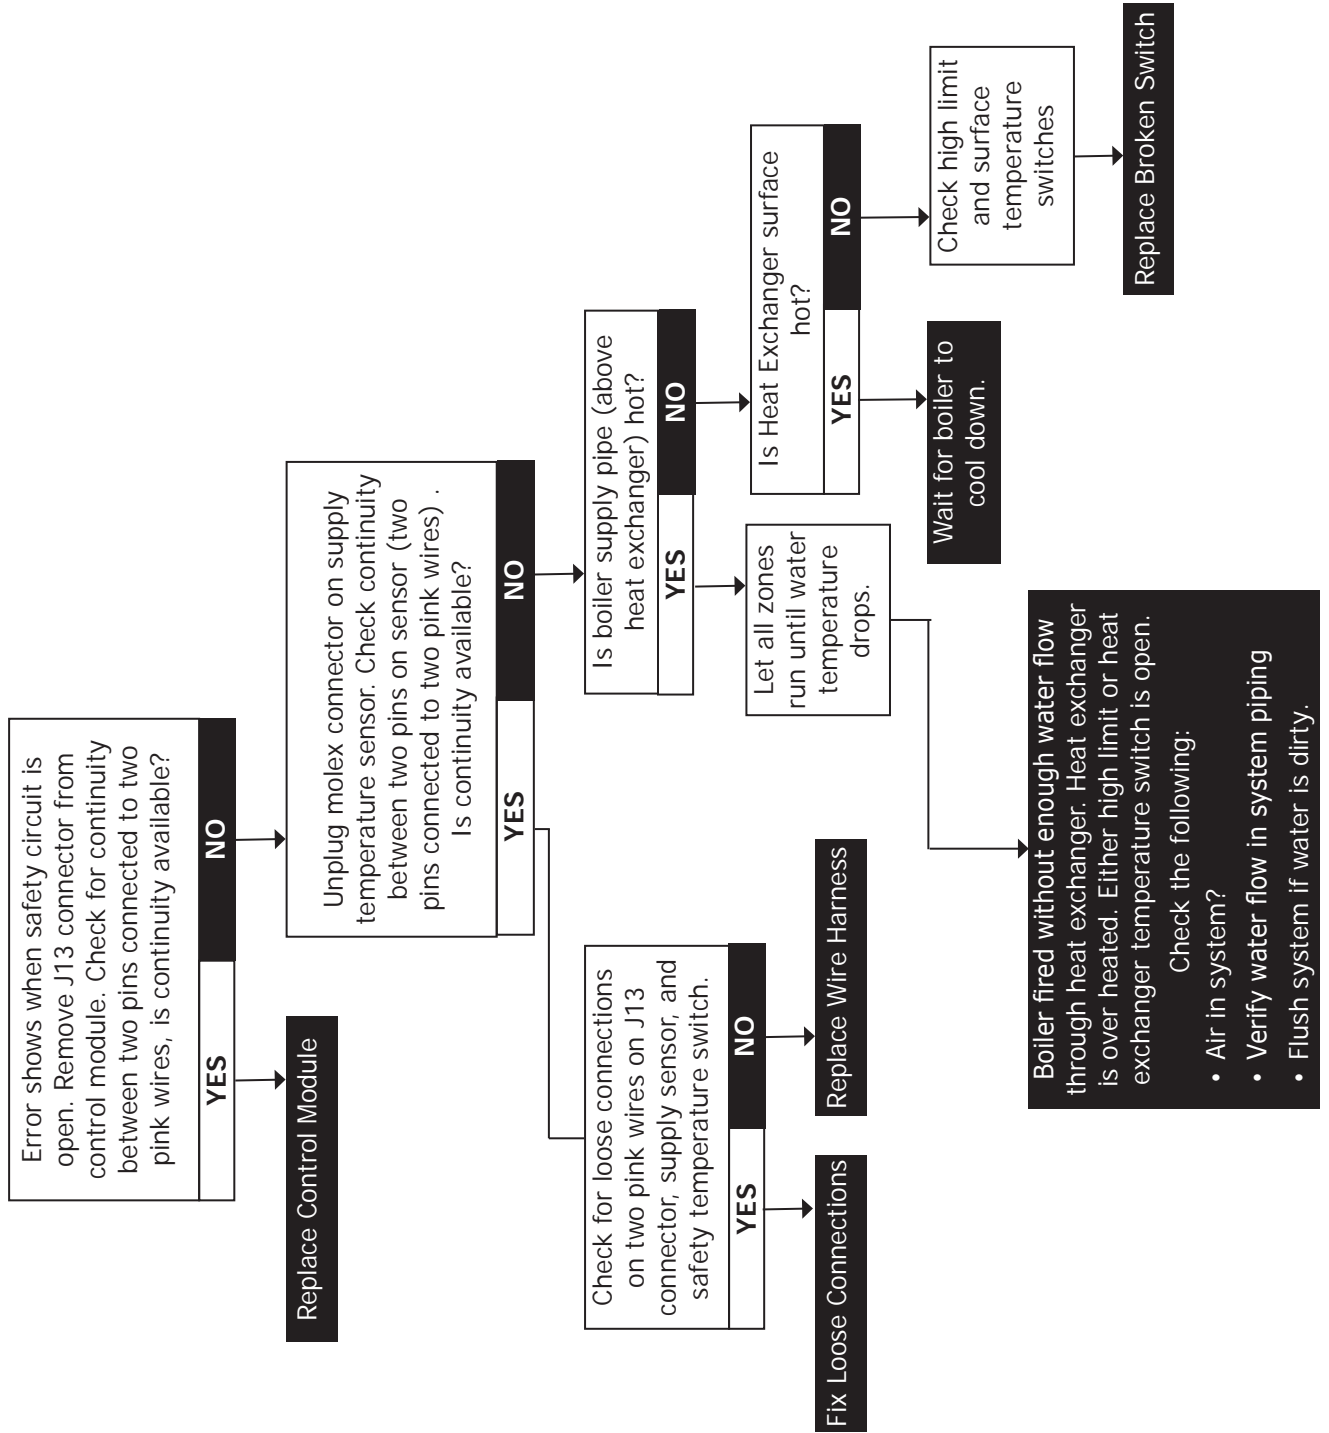 Error shows when safety circuit is
open. Remove J13 connector from
control module. Check for continuity
between two pins connected to two
pink wires, is continuity available?
YES
NO
Replace Control Module
Unplug molex connector on supply
temperature sensor. Check continuity
between two pins on sensor (two
pins connected to two pink wires) .
Is continuity available?
YES
NO
Check for loose connections
on two pink wires on J13
connector, supply sensor, and
safety temperature switch.
YES
NO
Fix Loose Connections
Replace Wire Harness
Is boiler supply pipe (above
heat exchanger) hot?
YES
NO
Let all zones
run until water
temperature
drops.
Boiler fired without enough water flow
through heat exchanger. Heat exchanger
is over heated. Either high limit or heat
exchanger temperature switch is open.
Check the following:
• Air in system?
• Verify water flow in system piping
• Flush system if water is dirty.
Is Heat Exchanger surface
hot?
YES
NO
Wait for boiler to
cool down.
Check high limit
and surface
temperature
switches
Replace Broken Switch